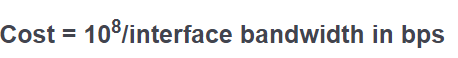 Cost = 10⁸/interface bandwidth in bps